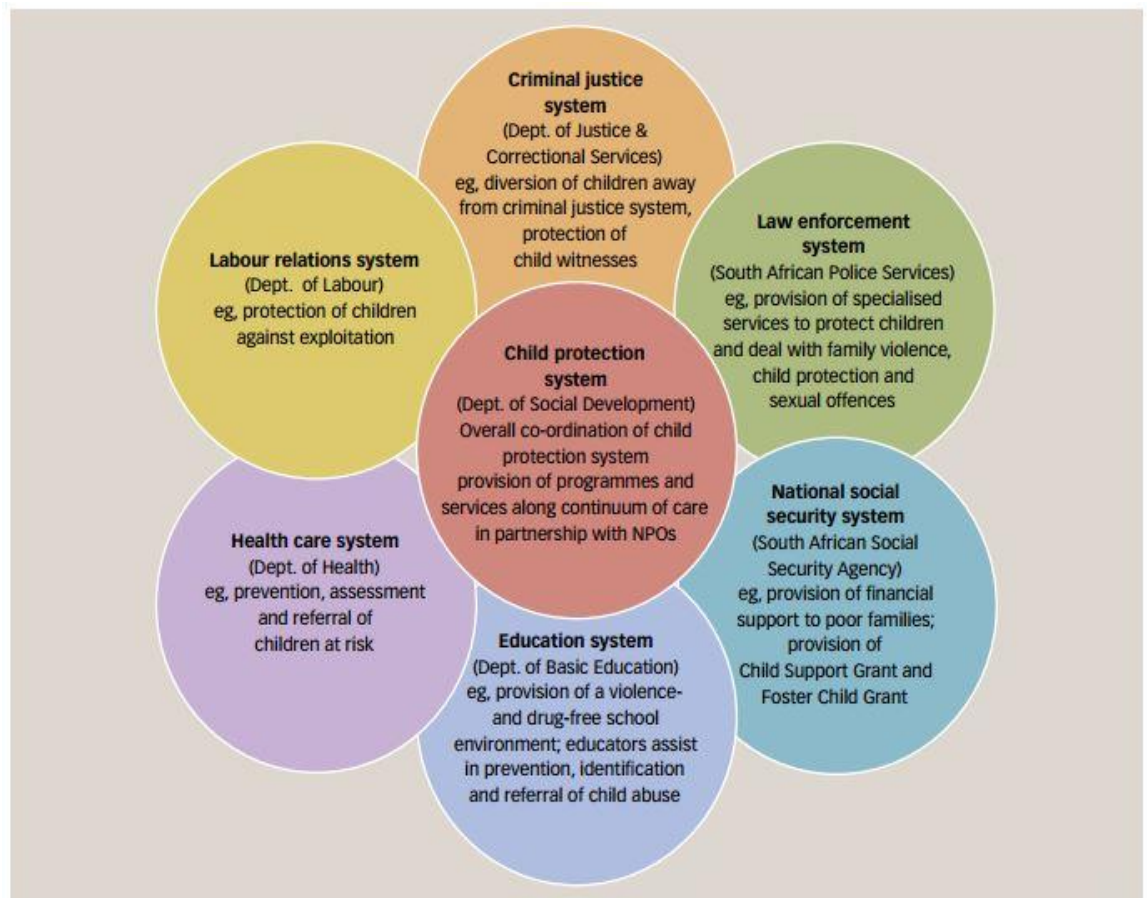 Criminal justice
system
(Dept. of Justice &
Correctional Services)
eg, diversion of children away
from criminal justice system,
protection of
child witnesses
Labour relations system
(Dept. of Labour)
eg, protection of children
against exploitation
Law enforcement
system
(South African Police Services)
eg, provision of specialised
services to protect children
and deal with family violence,
child protection and
sexual offences
Child protection
system
(Dept. of Social Development)
Overall co-ordination of child
protection system
provision of programmes and
services along continuum of care
in partnership with NPOs
Health care system
(Dept. of Health)
eg, prevention, assessment
and referral of
children at risk
National social
security system
(South African Social
Security Agency)
eg, provision of financial
support to poor families;
provision of
Child Support Grant and
Foster Child Grant
Education system
(Dept. of Basic Education)
eg, provision of a violence-
and drug-free school
environment; educators assist
in prevention, identification
and referral of child abuse